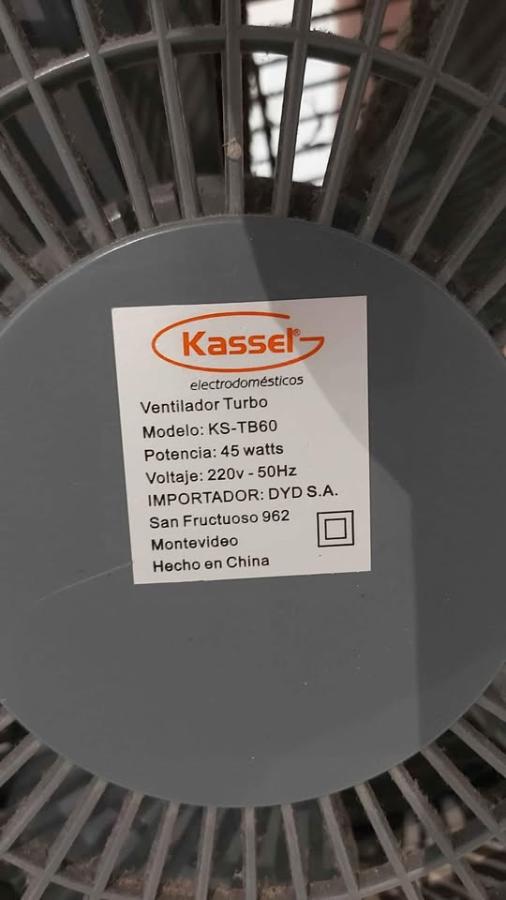 Kassel®
electrodomésticos
Ventilador Turbo
Modelo: KS-TB60
Potencia: 45 watts
Voltaje: 220v - 50Hz
IMPORTADOR: DYD S.A.
San Fructuoso 962
Montevideo
Hecho en China